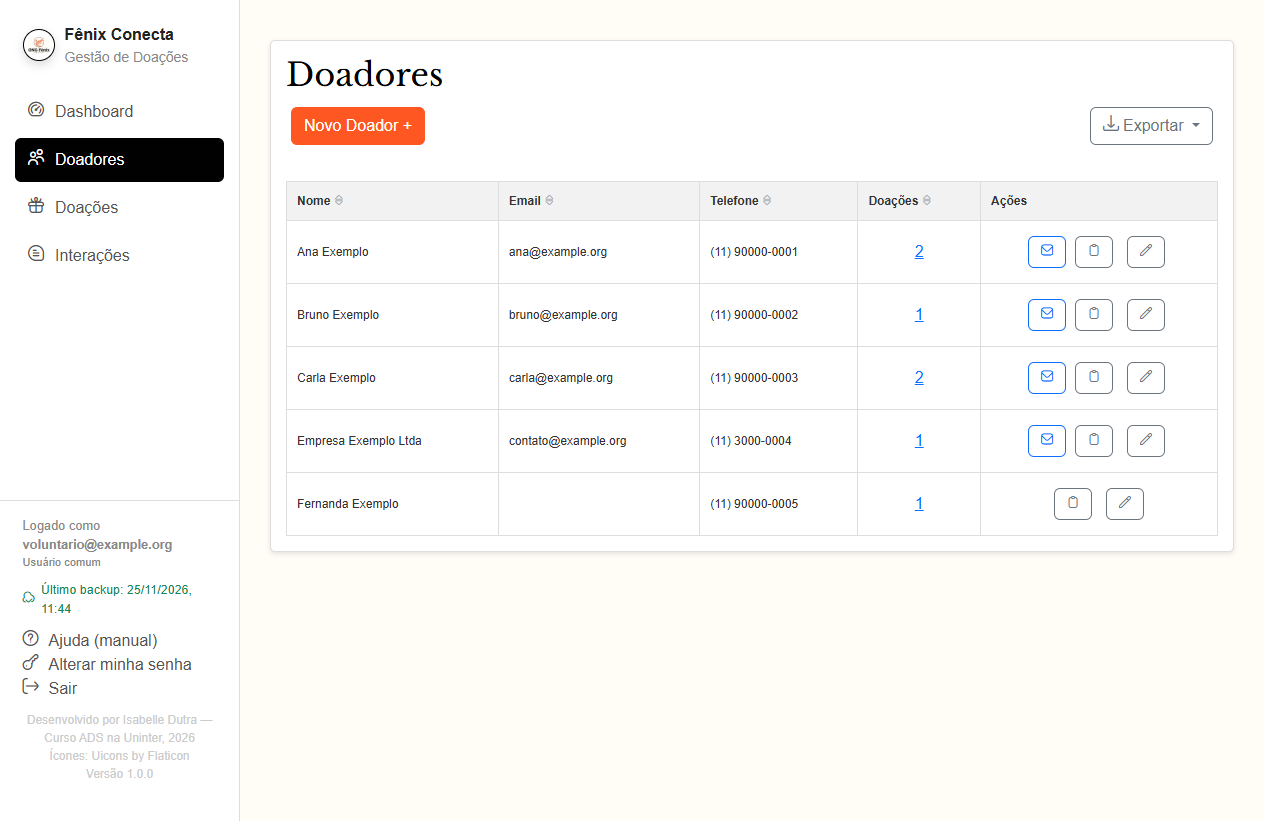 Fênix Conecta
Gestão de Doações
Dashboard
Doadores
Doações
Interações
Logado como
voluntario@example.org
Usuário comum
Último backup: 25/11/2026,
11:44
Ajuda (manual)
Alterar minha senha
Sair
Desenvolvido por Isabelle Dutra —
Curso ADS na Uninter, 2026
Ícones: Uicons by Flaticon
Versão 1.0.0
Doadores
Novo Doador +
Exportar
Nome Email Telefone Doações Ações
Ana Exemplo ana@example.org (11) 90000-0001 2
Bruno Exemplo bruno@example.org (11) 90000-0002 1
Carla Exemplo carla@example.org (11) 90000-0003 2
Empresa Exemplo Ltda contato@example.org (11) 3000-0004 1
Fernanda Exemplo (11) 90000-0005 1